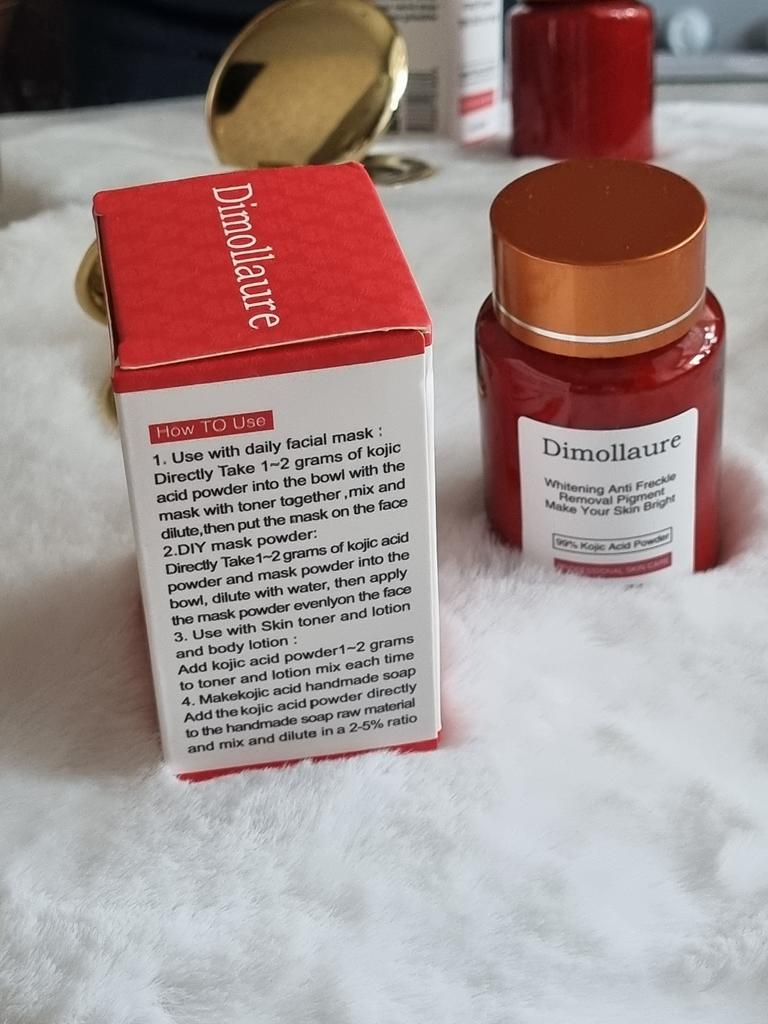 Dimollaure
How TO Use
1. Use with daily facial mask :
Directly Take 1~2 grams of kojic
acid powder into the bowl with the
mask with toner together ,mix and
dilute,then put the mask on the face
2.DIY mask powder:
Directly Take1~2grams of kojic acid
powder and mask powder into the
bowl, dilute with water, then apply
the mask powder evenlyon the face
3. Use with Skin toner and lotion
and body lotion :
Add kojic acid powder1~2 grams
to toner and lotion mix each time
4. Makekojic acid handmade soap
Add the kojic acid powder directly
to the handmade soap raw material
and mix and dilute in a 2-5% ratio
Dimollaure
Whitening Anti Freckle
Removal Pigment
Make Your Skin Bright
99% Kojic Acid Powder
PROFESSIONAL SKIN CARE